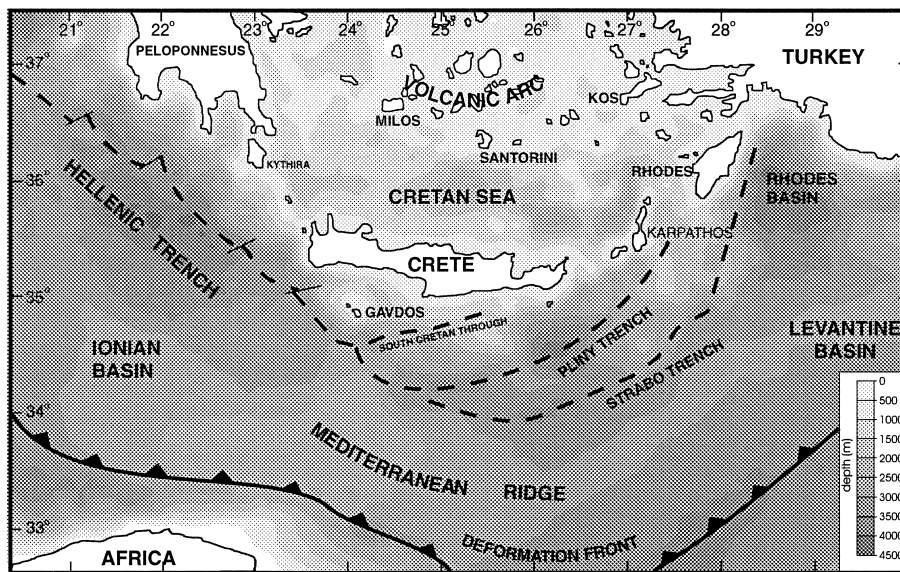 21° 22° 23° 24° 25° 26° 27° 28° 29°
PELOPONNESUS
TURKEY
37°
VOLCANIC ARC
KOS
MILOS
SANTORINI
KYTHIRA
RHODES
36°
HELLENIC TRENCH
CRETAN SEA
RHODES
BASIN
KARPATHOS
CRETE
35°
GAVDOS
SOUTH CRETAN THROUGH
PLINY TRENCH
STRABO TRENCH
LEVANTINE
BASIN
IONIAN
BASIN
34°
MEDITERRANEAN RIDGE
33°
DEFORMATION FRONT
AFRICA
depth (m)
0
500
1000
1500
2000
2500
3000
3500
4000
4500